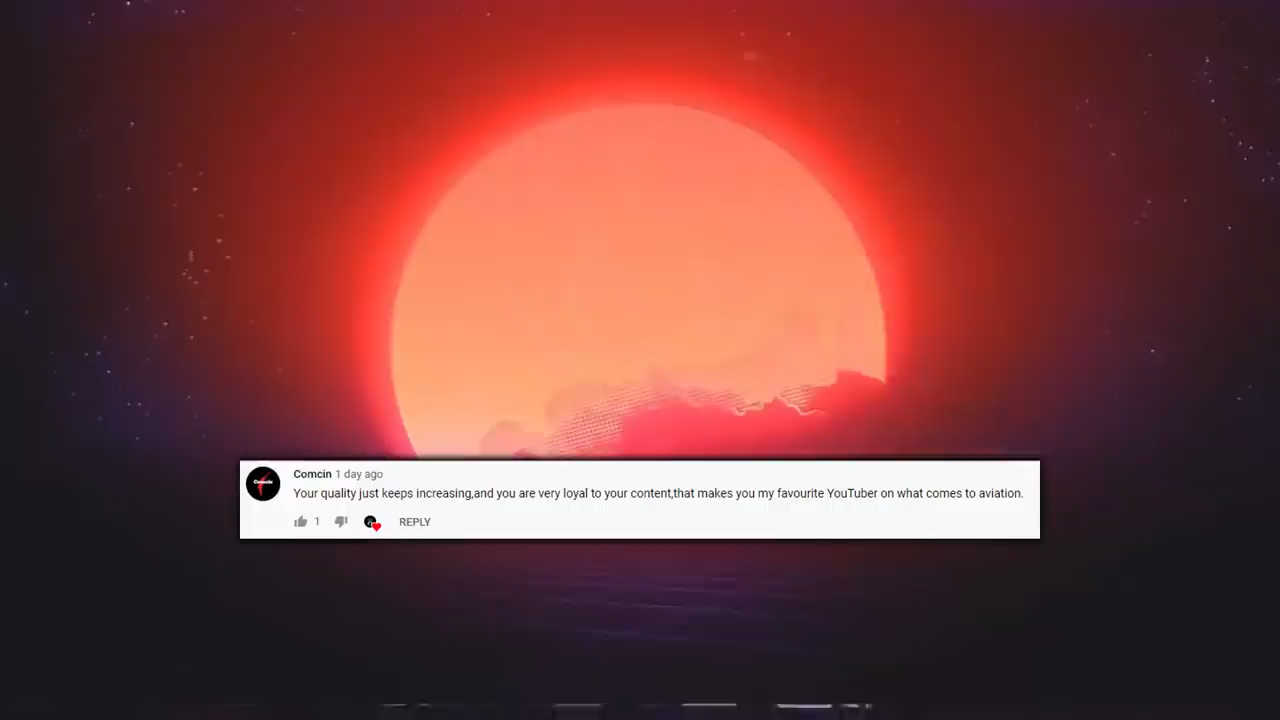 Comcin 1 day ago
Your quality just keeps increasing,and you are very loyal to your content,that makes you my favourite YouTuber on what comes to aviation.
1 REPLY